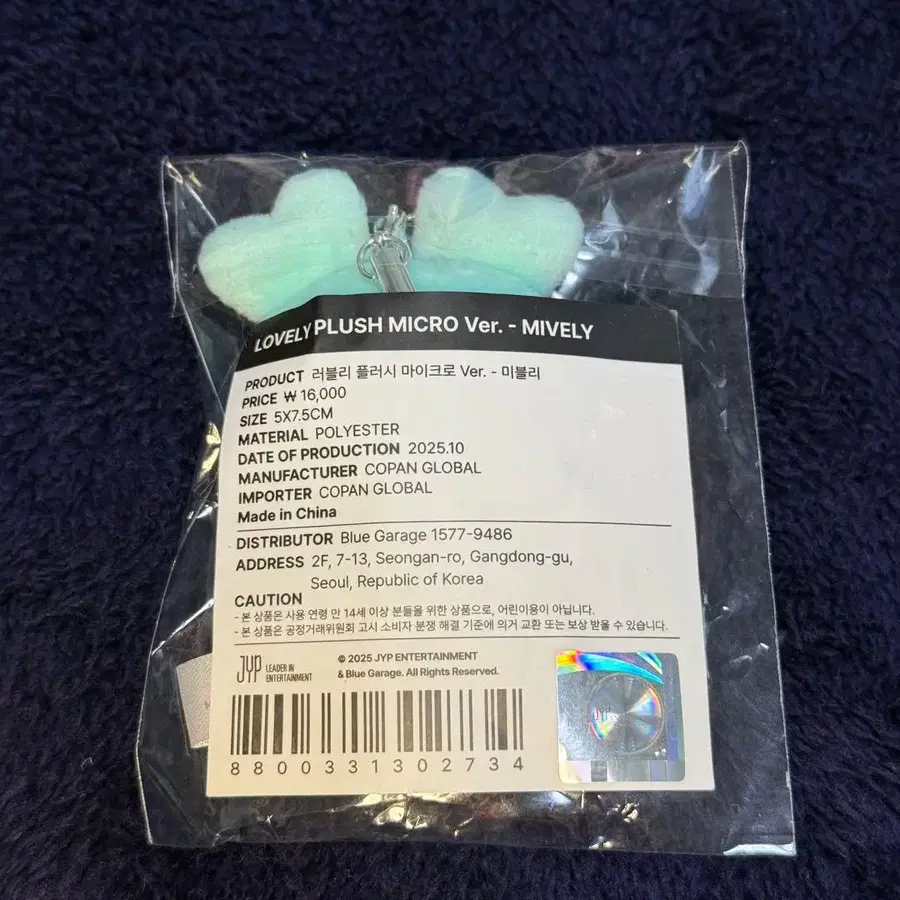 LOVELY PLUSH MICRO Ver. - MIVELY
PRODUCT 러블리 플러시 마이크로 Ver. - 미블리
PRICE ₩ 16,000
SIZE 5X7.5CM
MATERIAL POLYESTER
DATE OF PRODUCTION 2025.10
MANUFACTURER COPAN GLOBAL
IMPORTER COPAN GLOBAL
Made in China
DISTRIBUTOR Blue Garage 1577-9486
ADDRESS 2F, 7-13, Seongan-ro, Gangdong-gu,
Seoul, Republic of Korea
CAUTION
- 본 상품은 사용 연령 만 14세 이상 분들을 위한 상품으로, 어린이용이 아닙니다.
- 본 상품은 공정거래위원회 고시 소비자 분쟁 해결 기준에 의거 교환 또는 보상 받을 수 있습니다.
JYP LEADER IN
ENTERTAINMENT
© 2025 JYP ENTERTAINMENT
& Blue Garage. All Rights Reserved.
JYP
8800331302734